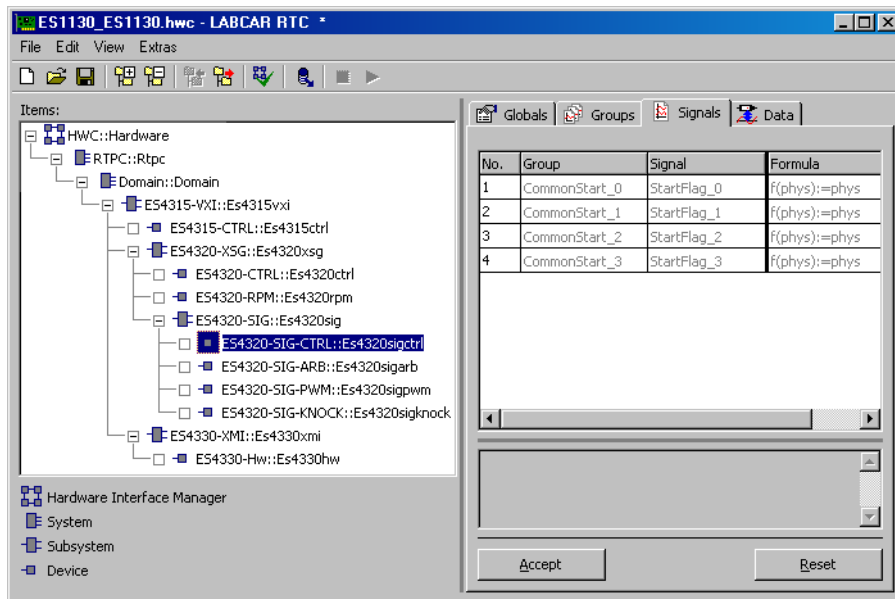 ES1130_ES1130.hwc - LABCAR RTC *
File Edit View Extras
Items:
HWC::Hardware
RTPC::Rtpc
Domain::Domain
ES4315-VXI::Es4315vxi
ES4315-CTRL::Es4315ctrl
ES4320-XSG::Es4320xsg
ES4320-CTRL::Es4320ctrl
ES4320-RPM::Es4320rpm
ES4320-SIG::Es4320sig
ES4320-SIG-CTRL::Es4320sigctrl
ES4320-SIG-ARB::Es4320sigarb
ES4320-SIG-PWM::Es4320sigpwm
ES4320-SIG-KNOCK::Es4320sigknock
ES4330-XMI::Es4330xmi
ES4330-Hw::Es4330hw
Hardware Interface Manager
System
Subsystem
Device
Globals Groups Signals Data
No. Group Signal Formula
1 CommonStart_0 StartFlag_0 f(phys):=phys
2 CommonStart_1 StartFlag_1 f(phys):=phys
3 CommonStart_2 StartFlag_2 f(phys):=phys
4 CommonStart_3 StartFlag_3 f(phys):=phys
Accept Reset